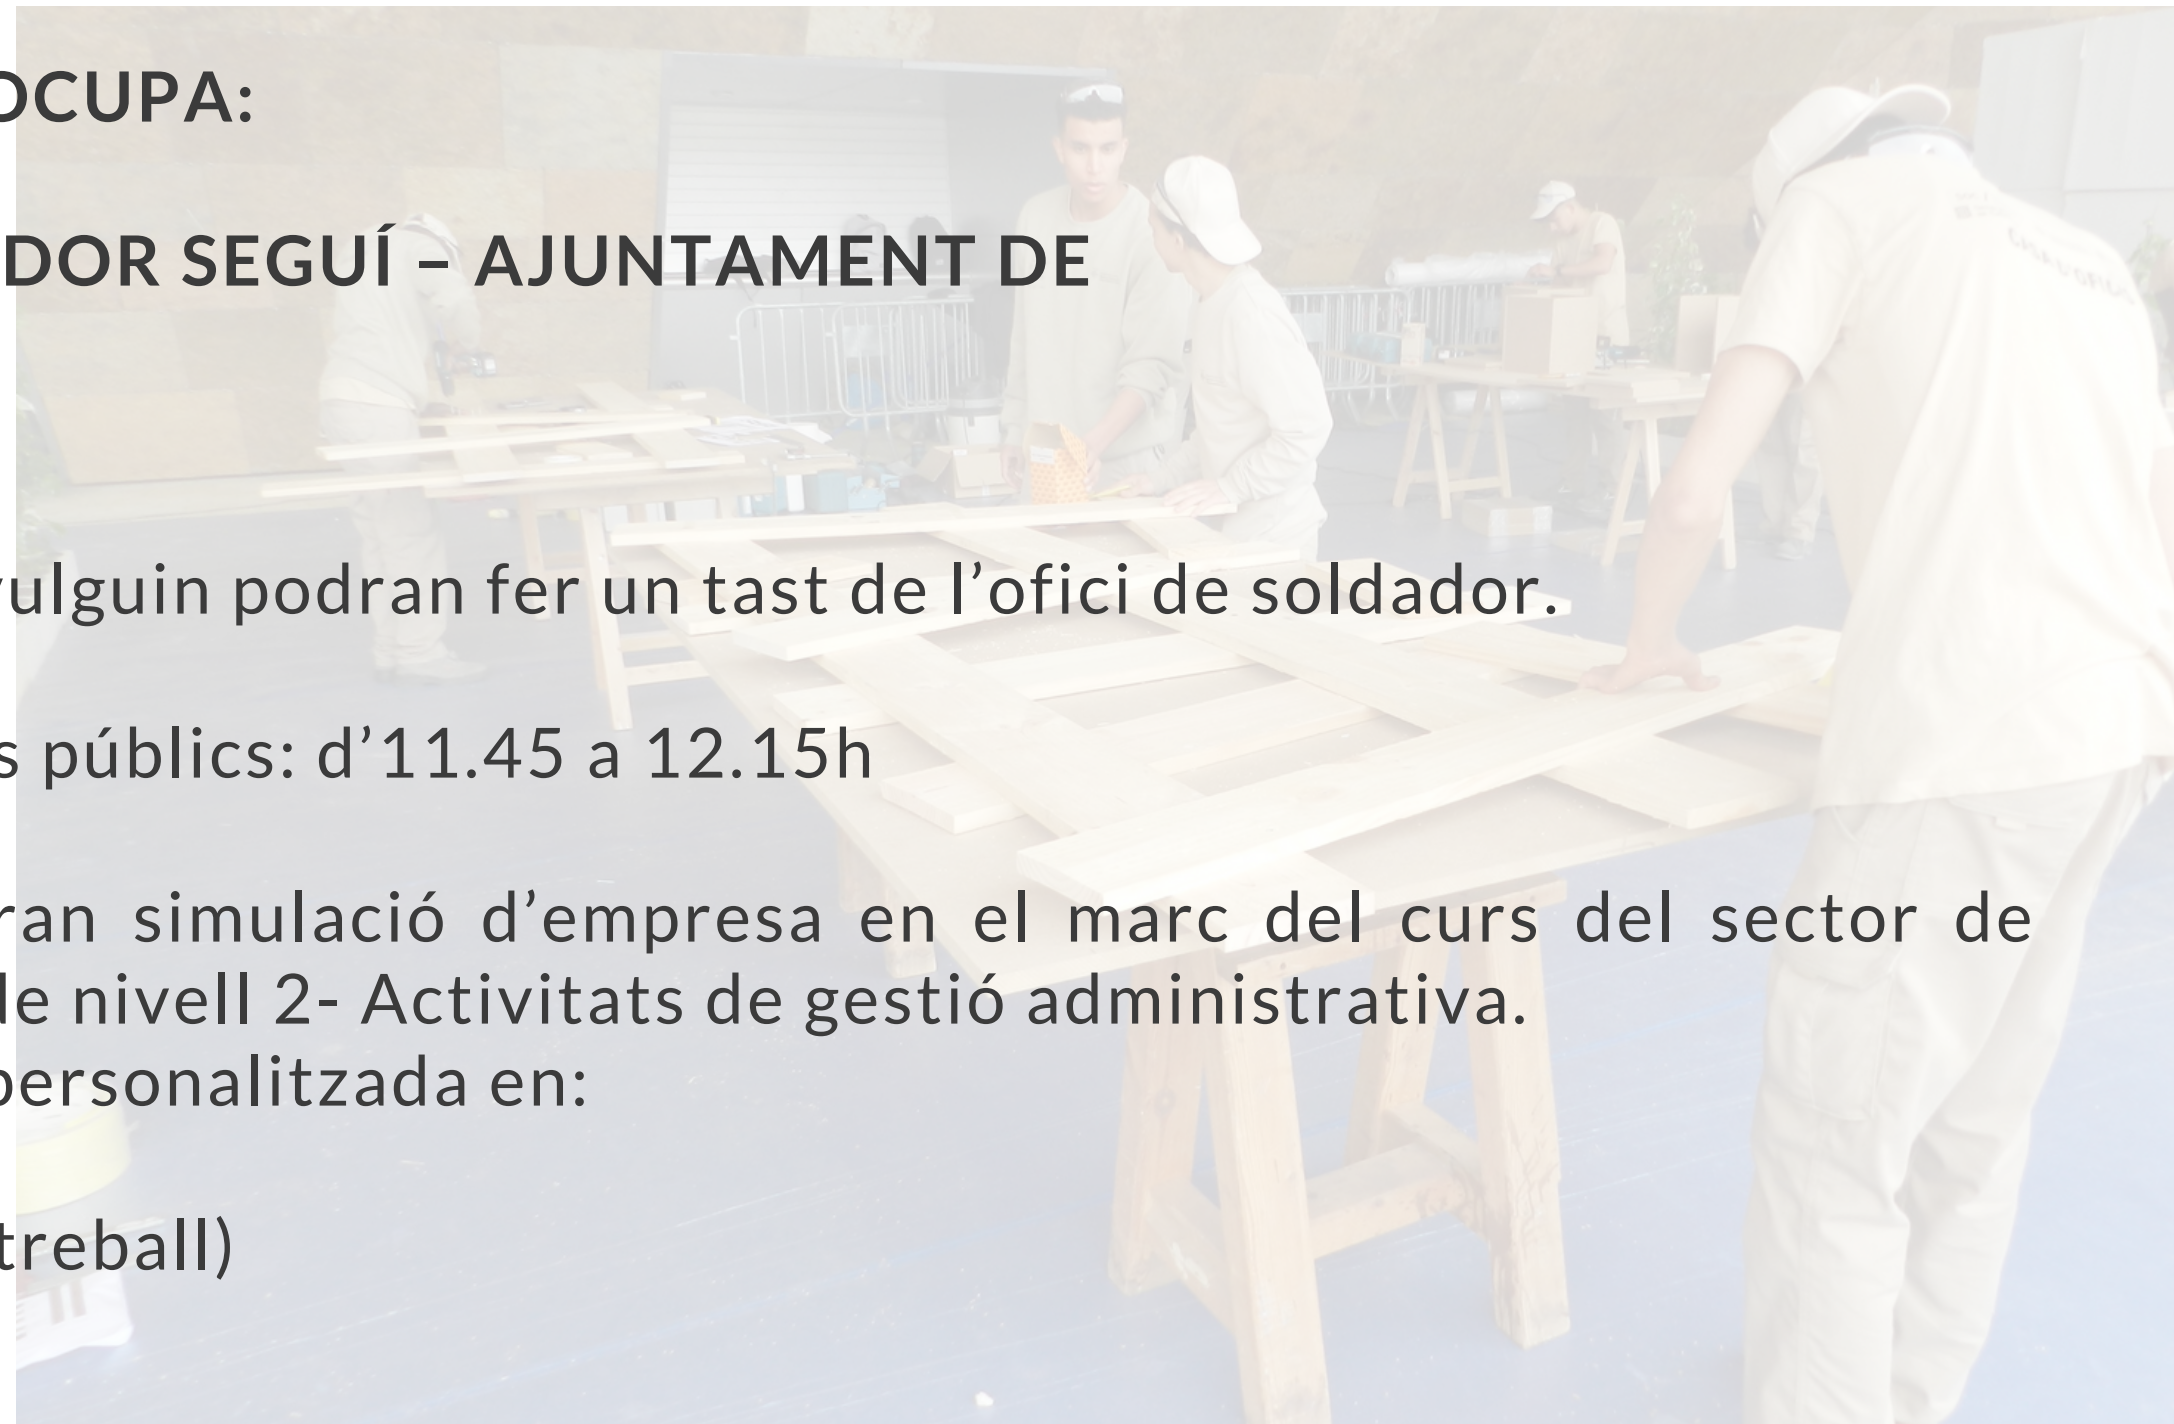 OCUPA:
DOR SEGUÍ – AJUNTAMENT DE
vulguin podran fer un tast de l’ofici de soldador.
s públics: d’11.45 a 12.15h
ran simulació d’empresa en el marc del curs del sector de
de nivell 2- Activitats de gestió administrativa.
personalitzada en:
treball)